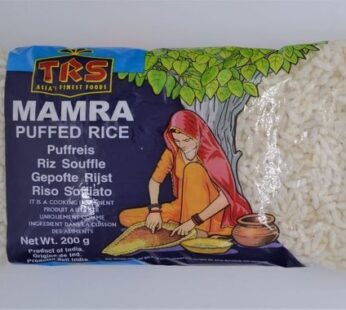 TRS
ASIA'S FINEST FOODS
MAMRA
PUFFED RICE
Puffreis
Riz Souffle
Gepofte Rijst
Riso Soffiato
IT IS A COOKING INGREDIENT
PRODUIT A UTILISER
UNIQUEMENT COMME
INGREDIENT DANS LA CUISSON
DES ALIMENTS
Net Wt. 200 g
Product of India,
Origine de Ind